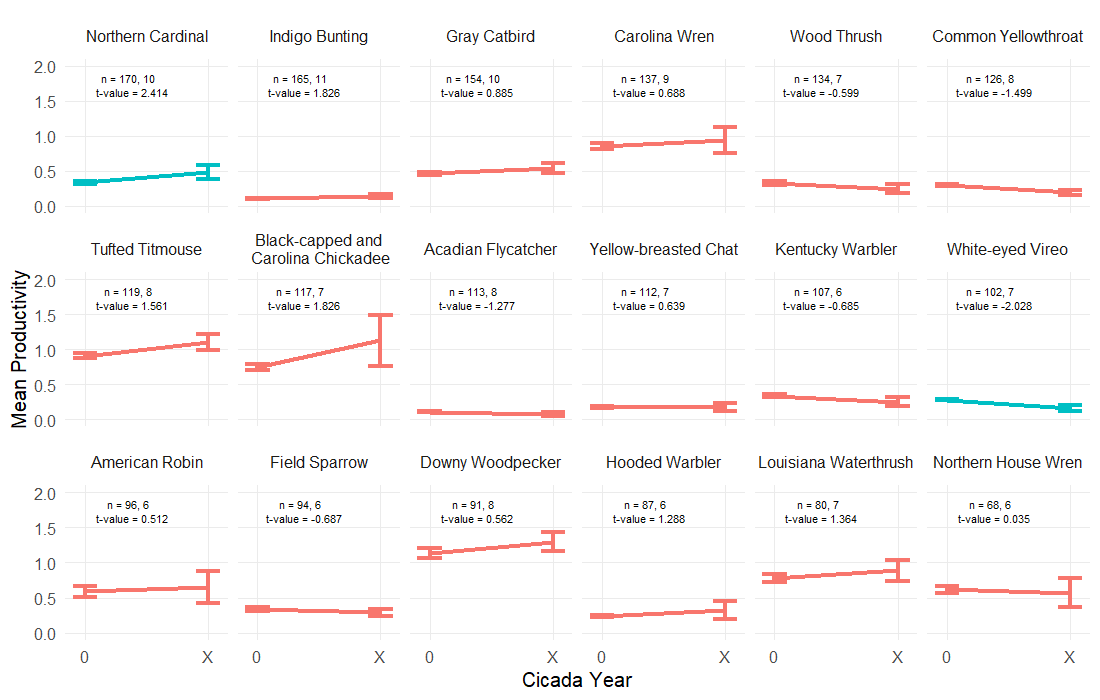 Northern Cardinal
Indigo Bunting
Gray Catbird
Carolina Wren
Wood Thrush
Common Yellowthroat
2.0
1.5
1.0
0.5
0.0
n = 170, 10
t-value = 2.414
n = 165, 11
t-value = 1.826
n = 154, 10
t-value = 0.885
n = 137, 9
t-value = 0.688
n = 134, 7
t-value = -0.599
n = 126, 8
t-value = -1.499
Mean Productivity
Tufted Titmouse
Black-capped and
Carolina Chickadee
Acadian Flycatcher
Yellow-breasted Chat
Kentucky Warbler
White-eyed Vireo
2.0
1.5
1.0
0.5
0.0
n = 119, 8
t-value = 1.561
n = 117, 7
t-value = 1.826
n = 113, 8
t-value = -1.277
n = 112, 7
t-value = 0.639
n = 107, 6
t-value = -0.685
n = 102, 7
t-value = -2.028
American Robin
Field Sparrow
Downy Woodpecker
Hooded Warbler
Louisiana Waterthrush
Northern House Wren
2.0
1.5
1.0
0.5
0.0
n = 96, 6
t-value = 0.512
n = 94, 6
t-value = -0.687
n = 91, 8
t-value = 0.562
n = 87, 6
t-value = 1.288
n = 80, 7
t-value = 1.364
n = 68, 6
t-value = 0.035
0 X
0 X
0 X
0 X
0 X
0 X
Cicada Year